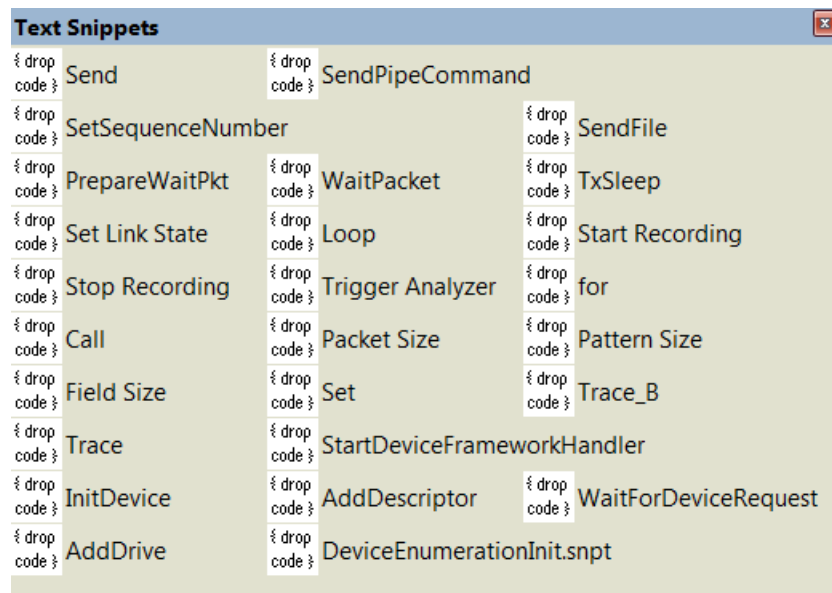 Text Snippets
{ drop code } Send { drop code } SendPipeCommand
{ drop code } SetSequenceNumber { drop code } SendFile
{ drop code } PrepareWaitPkt { drop code } WaitPacket { drop code } TxSleep
{ drop code } Set Link State { drop code } Loop { drop code } Start Recording
{ drop code } Stop Recording { drop code } Trigger Analyzer { drop code } for
{ drop code } Call { drop code } Packet Size { drop code } Pattern Size
{ drop code } Field Size { drop code } Set { drop code } Trace_B
{ drop code } Trace { drop code } StartDeviceFrameworkHandler
{ drop code } InitDevice { drop code } AddDescriptor { drop code } WaitForDeviceRequest
{ drop code } AddDrive { drop code } DeviceEnumerationInit.snpt